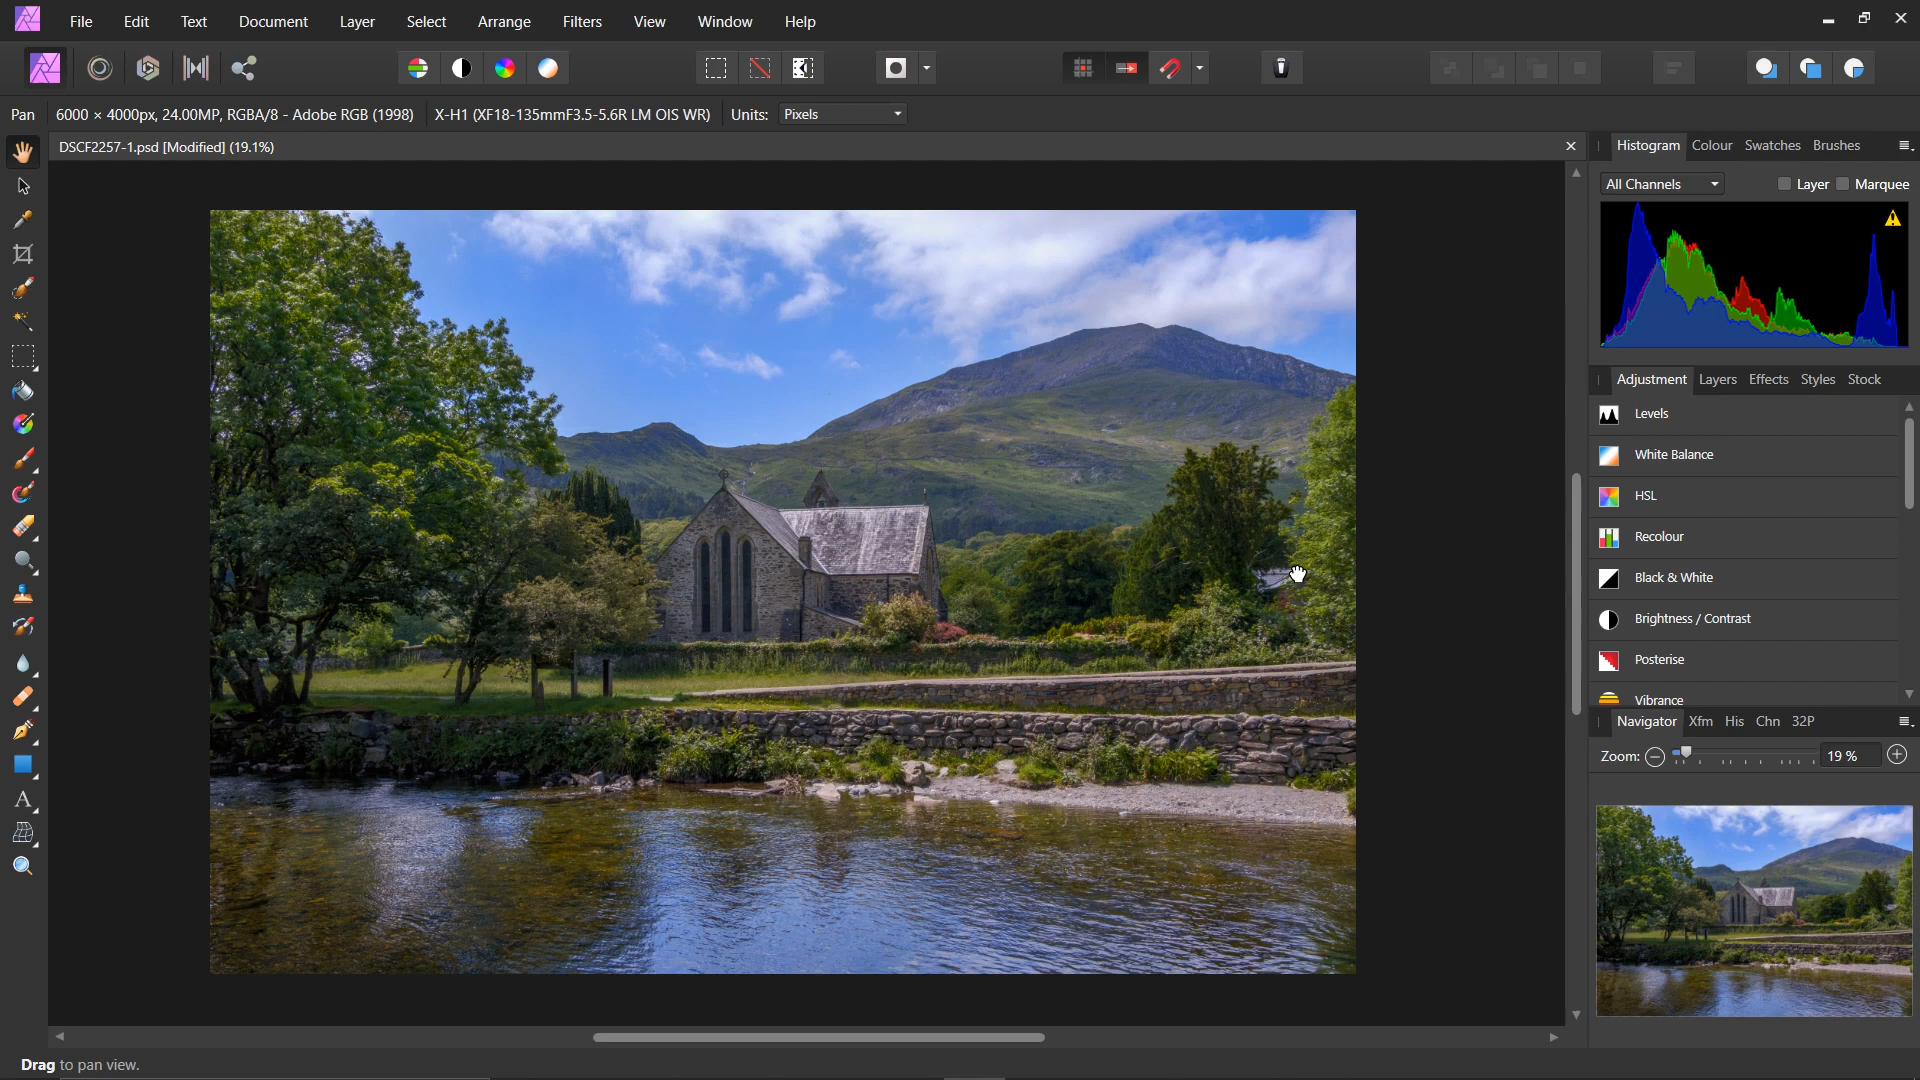 File Edit Text Document Layer Select Arrange Filters View Window Help
Pan 6000 × 4000px, 24.00MP, RGBA/8 - Adobe RGB (1998) X-H1 (XF18-135mmF3.5-5.6R LM OIS WR) Units: Pixels
DSCF2257-1.psd [Modified] (19.1%)
Histogram Colour Swatches Brushes
All Channels Layer Marquee
Adjustment Layers Effects Styles Stock
Levels
White Balance
HSL
Recolour
Black & White
Brightness / Contrast
Posterise
Vibrance
Navigator Xfm His Chn 32P
Zoom: 19 %
A
Drag to pan view.